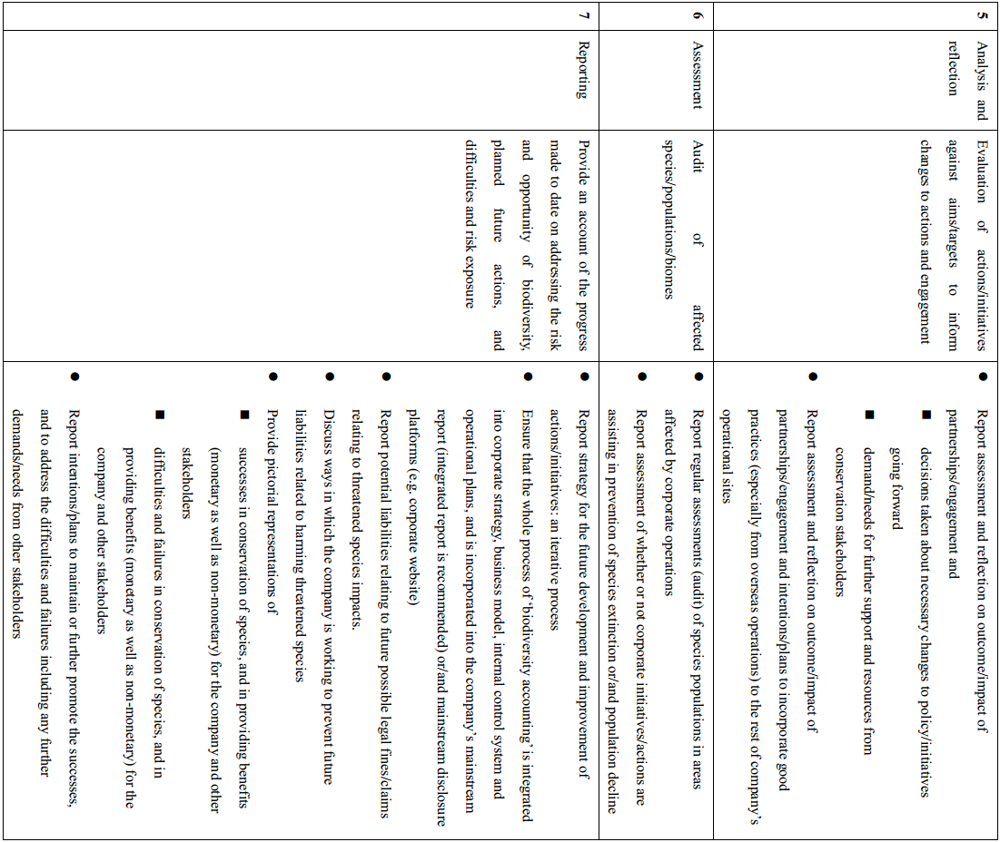 5
Analysis and
reflection
Evaluation of actions/initiatives
against aims/targets to inform
changes to actions and engagement
● Report assessment and reflection on outcome/impact of
partnerships/engagement and
■ decisions taken about necessary changes to policy/initiatives
going forward
■ demand/needs for further support and resources from
conservation stakeholders
● Report assessment and reflection on outcome/impact of
partnerships/engagement and intentions/plans to incorporate good
practices (especially from overseas operations) to the rest of company’s
operational sites
6
Assessment
Audit of affected
species/populations/biomes
● Report regular assessments (audit) of species populations in areas
affected by corporate operations
● Report assessment of whether or not corporate initiatives/actions are
assisting in prevention of species extinction or/and population decline
7
Reporting
Provide an account of the progress
made to date on addressing the risk
and opportunity of biodiversity,
planned future actions, and
difficulties and risk exposure
● Report strategy for the future development and improvement of
actions/initiatives: an iterative process
● Ensure that the whole process of ‘biodiversity accounting’ is integrated
into corporate strategy, business model, internal control system and
operational plans, and is incorporated into the company’s mainstream
report (integrated report is recommended) or/and mainstream disclosure
platforms (e.g. corporate website)
● Report potential liabilities relating to future possible legal fines/claims
relating to threatened species impacts.
● Discuss ways in which the company is working to prevent future
liabilities related to harming threatened species
● Provide pictorial representations of
■ successes in conservation of species, and in providing benefits
(monetary as well as non-monetary) for the company and other
stakeholders
■ difficulties and failures in conservation of species, and in
providing benefits (monetary as well as non-monetary) for the
company and other stakeholders
● Report intentions/plans to maintain or further promote the successes,
and to address the difficulties and failures including any further
demands/needs from other stakeholders